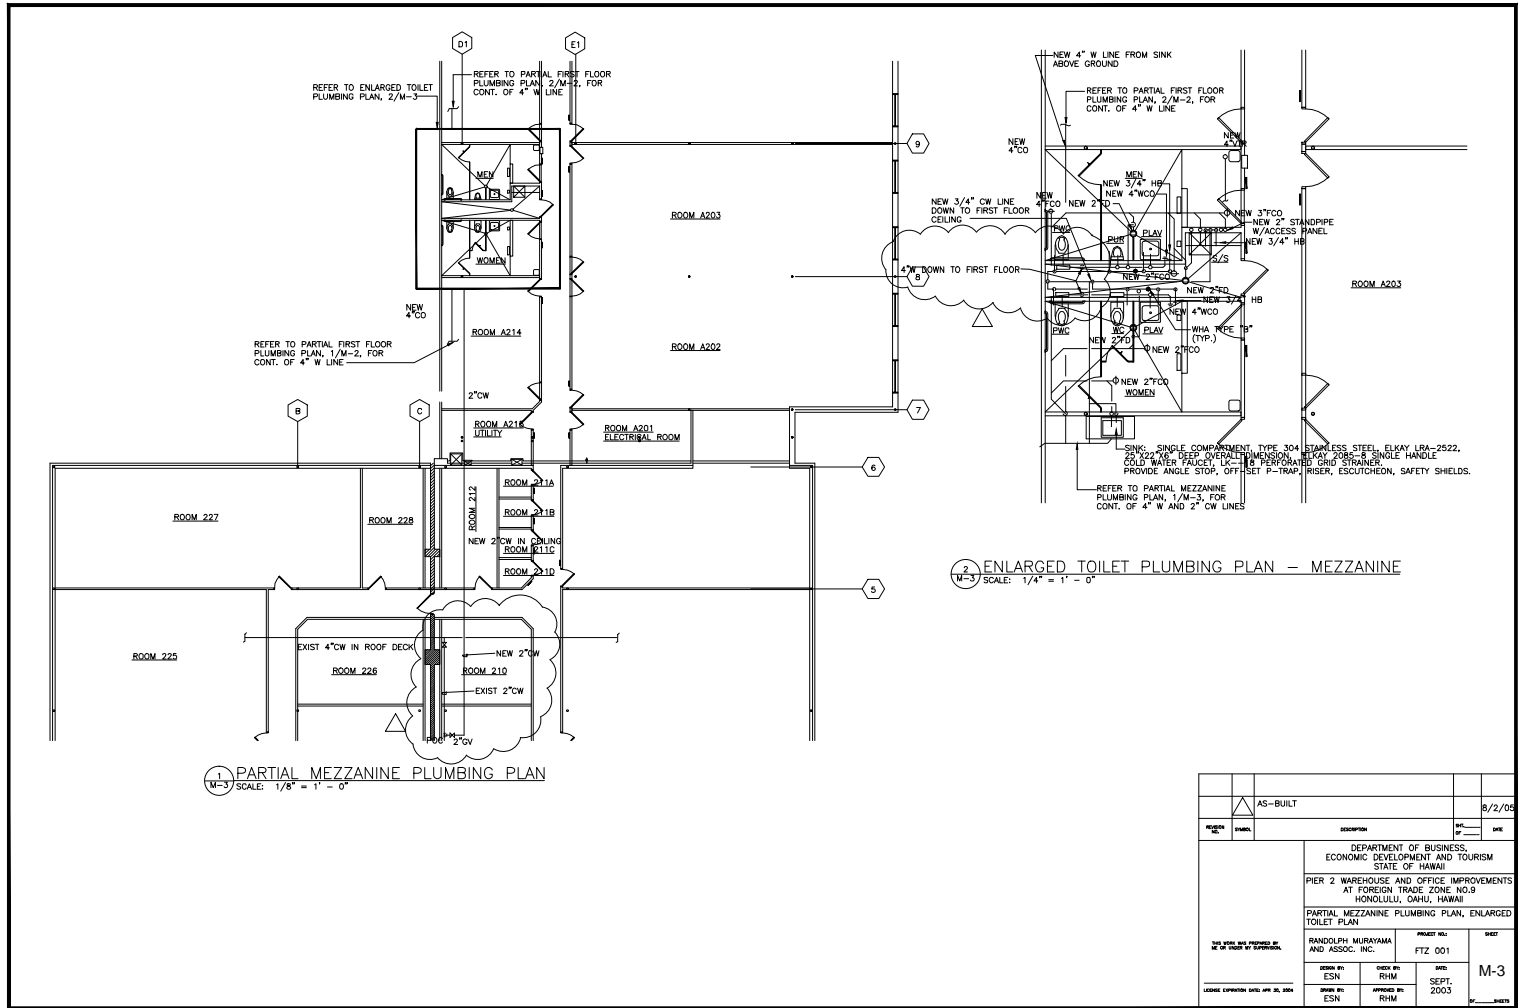 D1
E1
REFER TO PARTIAL FIRST FLOOR
PLUMBING PLAN, 2/M-2, FOR
CONT. OF 4" W LINE
REFER TO ENLARGED TOILET
PLUMBING PLAN, 2/M-3
9
MEN
WOMEN
ROOM A203
8
NEW
4"CO
ROOM A214
ROOM A202
REFER TO PARTIAL FIRST FLOOR
PLUMBING PLAN, 1/M-2, FOR
CONT. OF 4" W LINE
2"CW
B
C
7
UTILITY
ROOM A201
ELECTRICAL ROOM
6
ROOM 227
ROOM 228
ROOM 212
ROOM 211A
ROOM 211B
NEW 2"CW IN CEILING
ROOM 211C
ROOM 211D
5
EXIST 4"CW IN ROOF DECK
ROOM 225
ROOM 226
NEW 2"CW
ROOM 210
EXIST 2"CW
POC
2"GV
1
M-3
PARTIAL MEZZANINE PLUMBING PLAN
SCALE: 1/8" = 1' - 0"
NEW 4" W LINE FROM SINK
ABOVE GROUND
REFER TO PARTIAL FIRST FLOOR
PLUMBING PLAN, 2/M-2, FOR
CONT. OF 4" W LINE
NEW
4"CO
NEW
4"VTR
MEN
NEW 3/4" HB
NEW 4"WCO
NEW 2"FD
NEW
4"FCO
NEW 3/4" CW LINE
DOWN TO FIRST FLOOR
CEILING
NEW 3"FCO
NEW 2" STANDPIPE
W/ACCESS PANEL
NEW 3/4" HB
PWC
PUR
PLAV
S/S
4"W DOWN TO FIRST FLOOR
NEW 2"FCO
NEW 2"FD
NEW 3/4" HB
NEW 4"WCO
WHA TYPE "B"
(TYP.)
PWC
WC
PLAV
NEW 2"FD
NEW 2"FCO
NEW 2"FCO
WOMEN
ROOM A203
SINK: SINGLE COMPARTMENT, TYPE 304 STAINLESS STEEL, ELKAY LRA-2522,
25"X22"X6" DEEP OVERALL DIMENSION, ELKAY 2085-8 SINGLE HANDLE
COLD WATER FAUCET, 8 PERFORATED GRID STRAINER.
PROVIDE ANGLE STOP, OFF-SET P-TRAP, RISER, ESCUTCHEON, SAFETY SHIELDS.
REFER TO PARTIAL MEZZANINE
PLUMBING PLAN, 1/M-3, FOR
CONT. OF 4" W AND 2" CW LINES
2
M-3
ENLARGED TOILET PLUMBING PLAN - MEZZANINE
SCALE: 1/4" = 1' - 0"
AS-BUILT
8/2/05
REVISION
NO.
SYMBOL
DESCRIPTION
SHT.
OF
DATE
DEPARTMENT OF BUSINESS,
ECONOMIC DEVELOPMENT AND TOURISM
STATE OF HAWAII
PIER 2 WAREHOUSE AND OFFICE IMPROVEMENTS
AT FOREIGN TRADE ZONE NO.9
HONOLULU, OAHU, HAWAII
PARTIAL MEZZANINE PLUMBING PLAN, ENLARGED
TOILET PLAN
THIS WORK WAS PREPARED BY
ME OR UNDER MY SUPERVISION.
LICENSE EXPIRATION DATE: APR 30, 2004
RANDOLPH MURAYAMA
AND ASSOC. INC.
PROJECT NO.:
FTZ 001
SHEET
M-3
DESIGN BY:
ESN
CHECK BY:
RHM
DATE:
SEPT.
2003
DRAWN BY:
ESN
APPROVED BY:
RHM
OF SHEETS